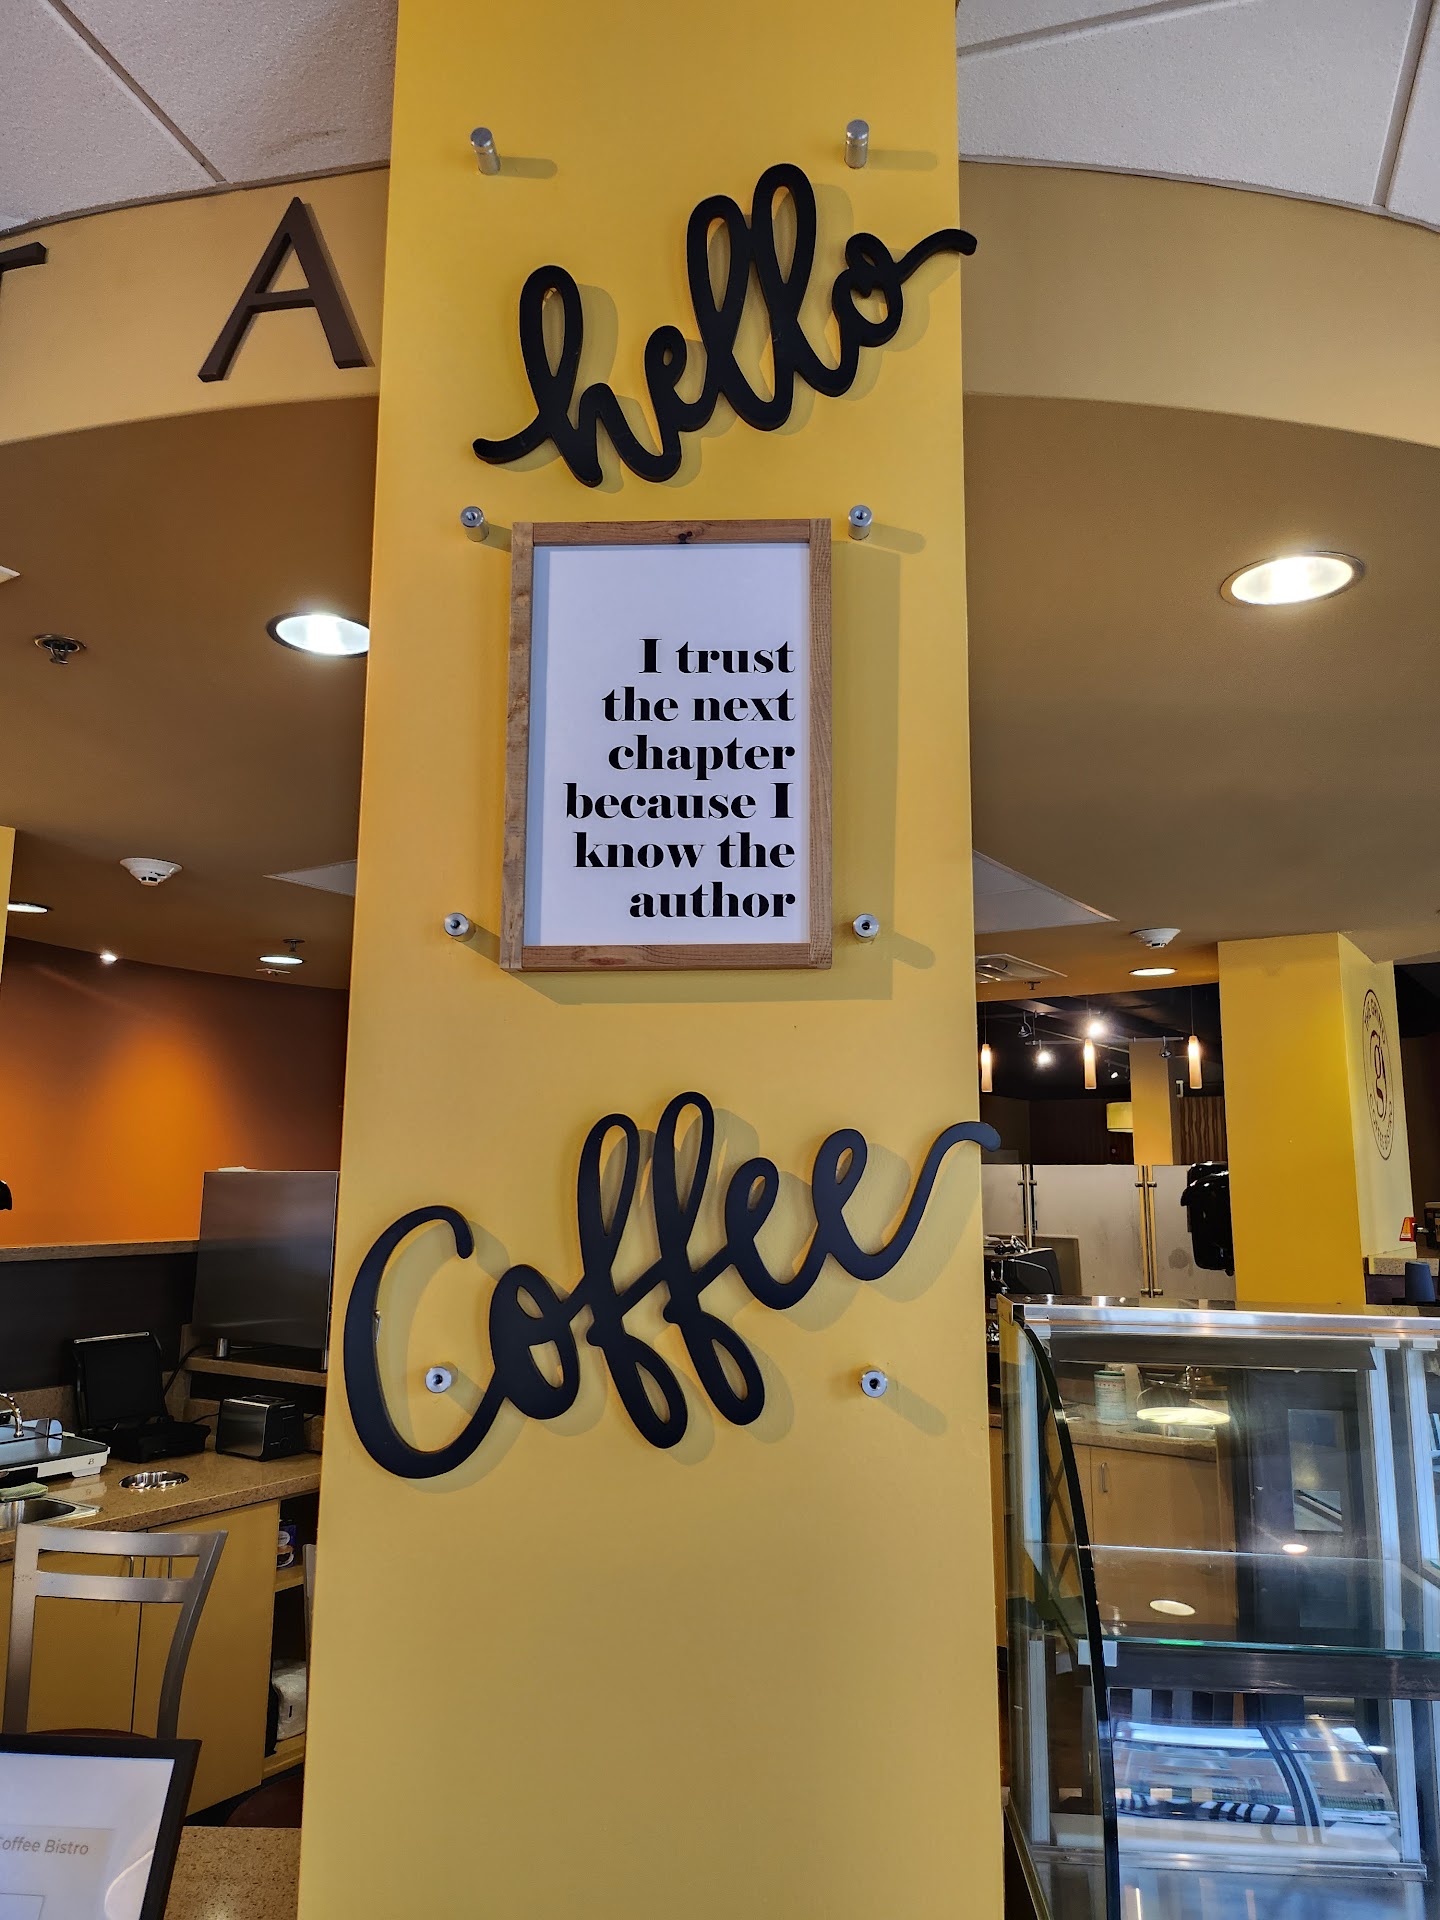 T A
hello
I trust
the next
chapter
because I
know the
author
Coffee
g
Coffee Bistro